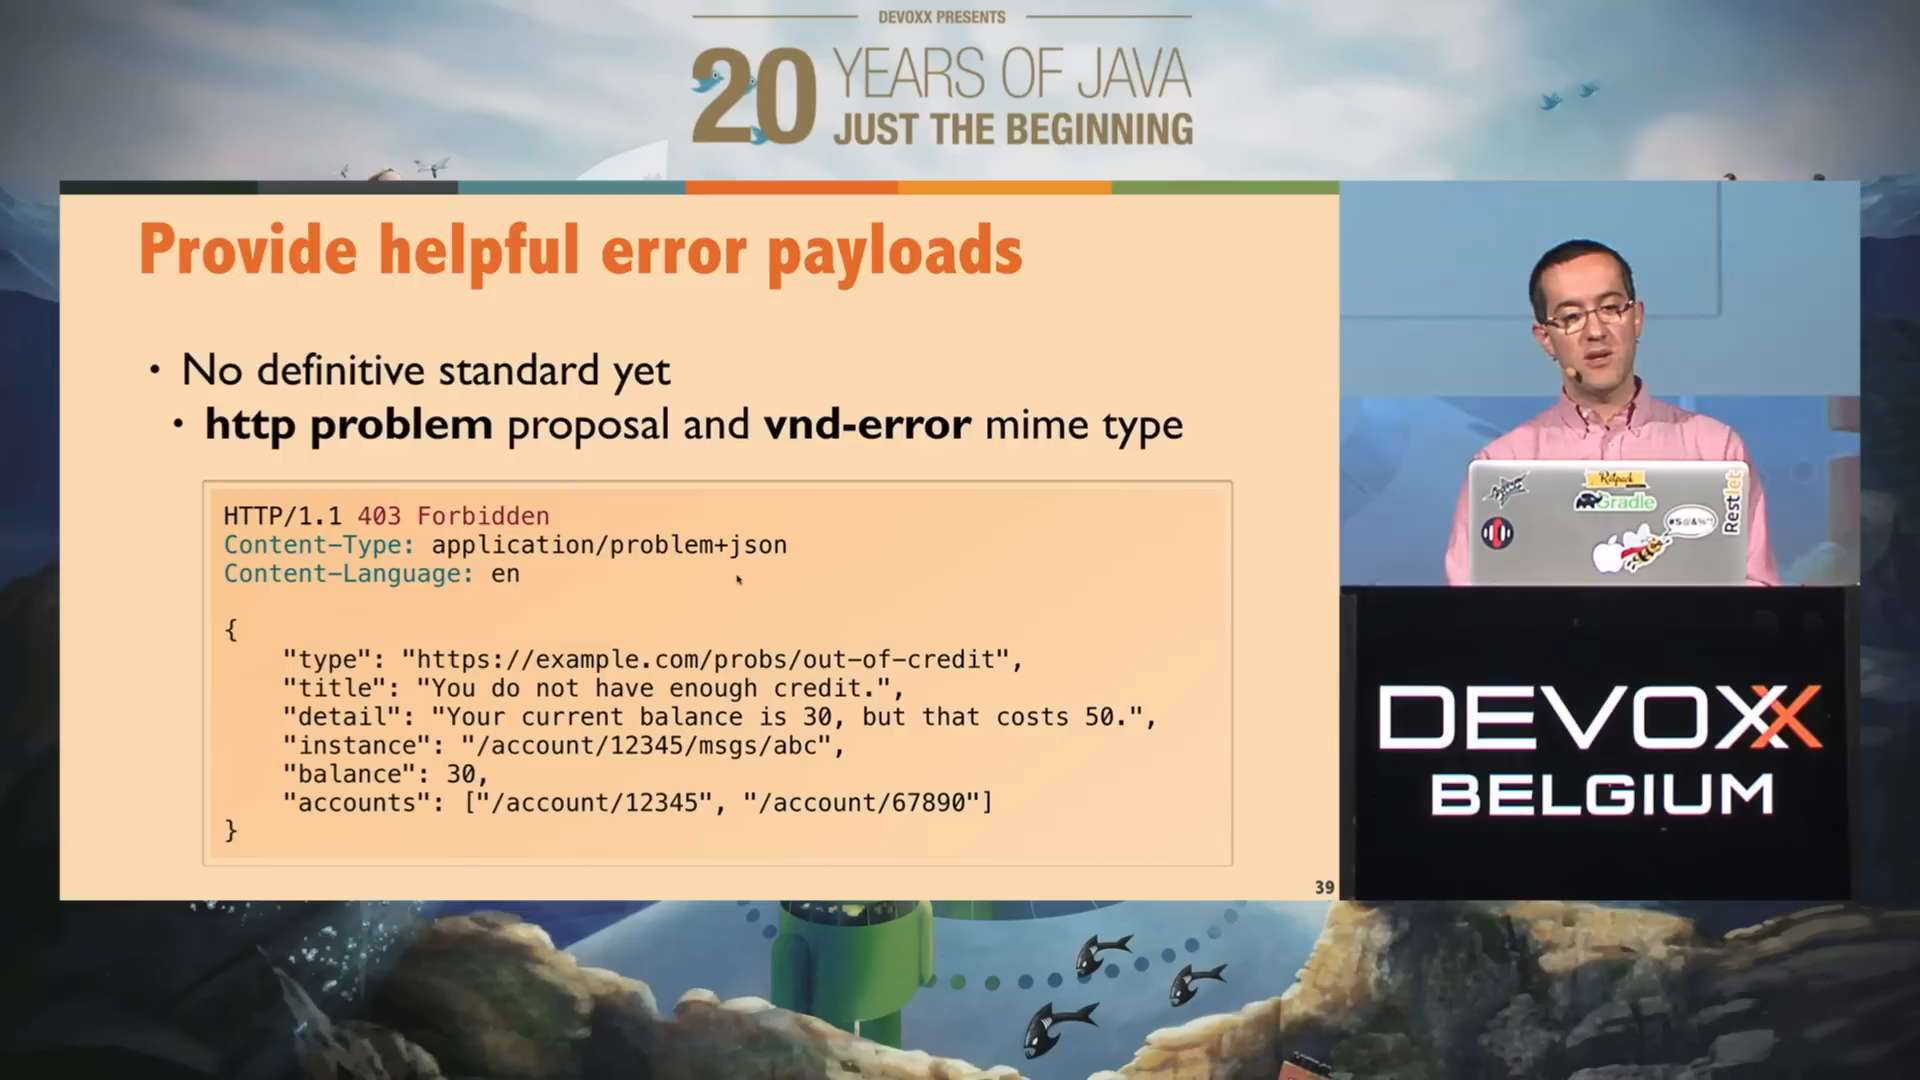 DEVOXX PRESENTS
20 YEARS OF JAVA
JUST THE BEGINNING
Provide helpful error payloads
• No definitive standard yet
• http problem proposal and vnd-error mime type
HTTP/1.1 403 Forbidden
Content-Type: application/problem+json
Content-Language: en
{
"type": "https://example.com/probs/out-of-credit",
"title": "You do not have enough credit.",
"detail": "Your current balance is 30, but that costs 50.",
"instance": "/account/12345/msgs/abc",
"balance": 30,
"accounts": ["/account/12345", "/account/67890"]
}
39
Ratpack
Gradle
#$@&%*!
Restlet
DEVOXX
BELGIUM